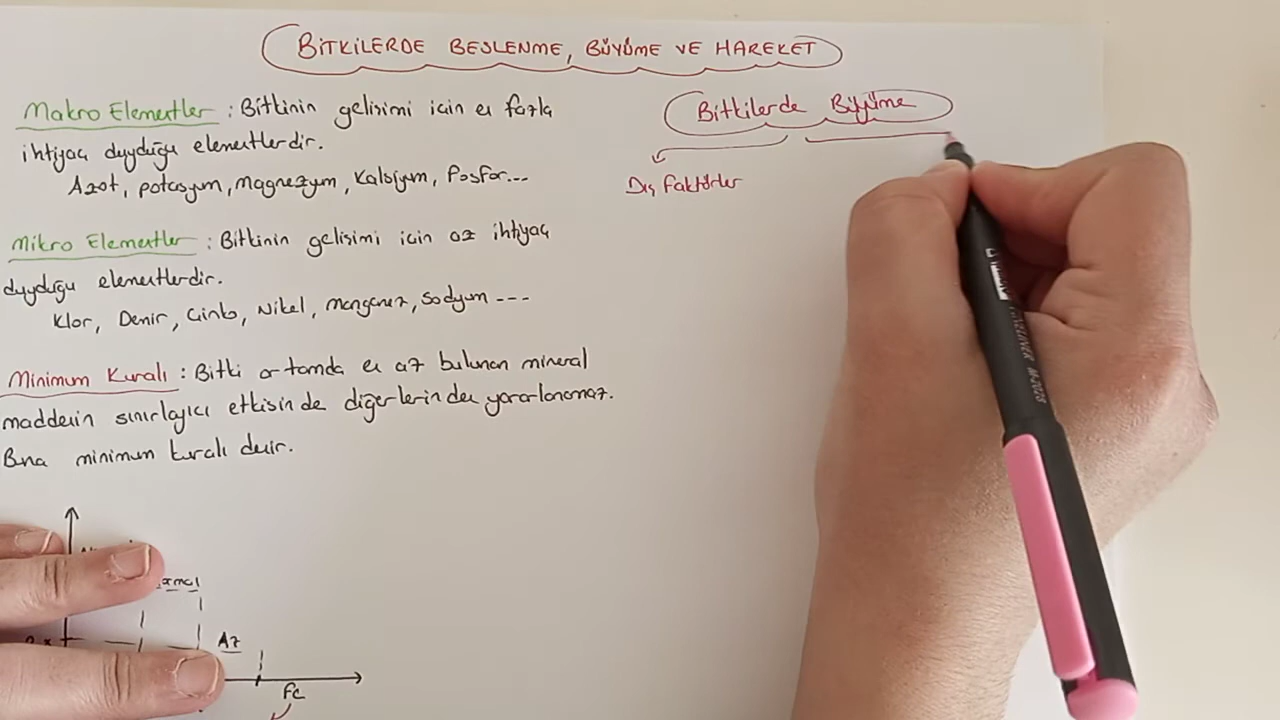 BİTKİLERDE BESLENME, BÜYÜME VE HAREKET
Makro Elementler : Bitkinin gelişimi için en fazla
ihtiyaç duyduğu elementlerdir.
Azot, potasyum, Magnezyum, Kalsiyum, Fosfor...
Mikro Elementler : Bitkinin gelişimi için az ihtiyaç
duyduğu elementlerdir.
Klor, Demir, Çinko, Nikel, mangenez, Sodyum ---
Minimum Kuralı : Bitki ortamda en az bulunan mineral
maddenin sınırlayıcı etkisinde diğerlerinden yararlanamaz.
Buna minimum kuralı denir.
Az
Fe
Bitkilerde Büyüme
Dış faktörler